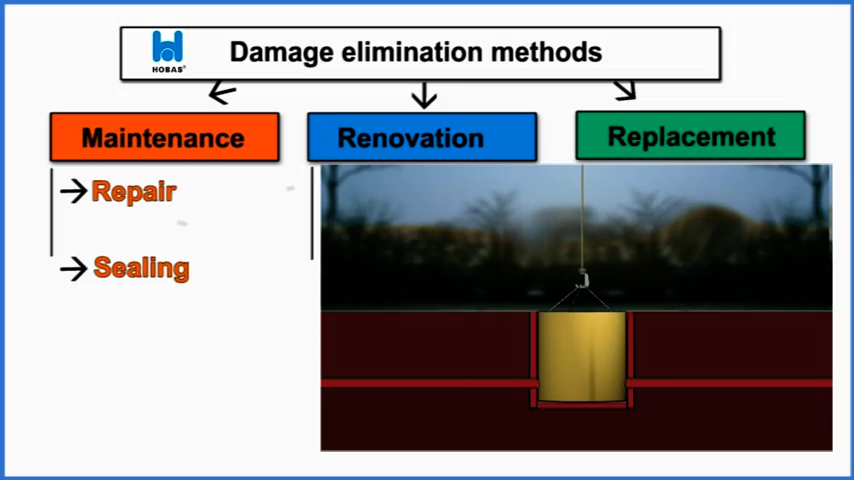 HOBAS®
Damage elimination methods
Maintenance
Renovation
Replacement
Repair
Sealing